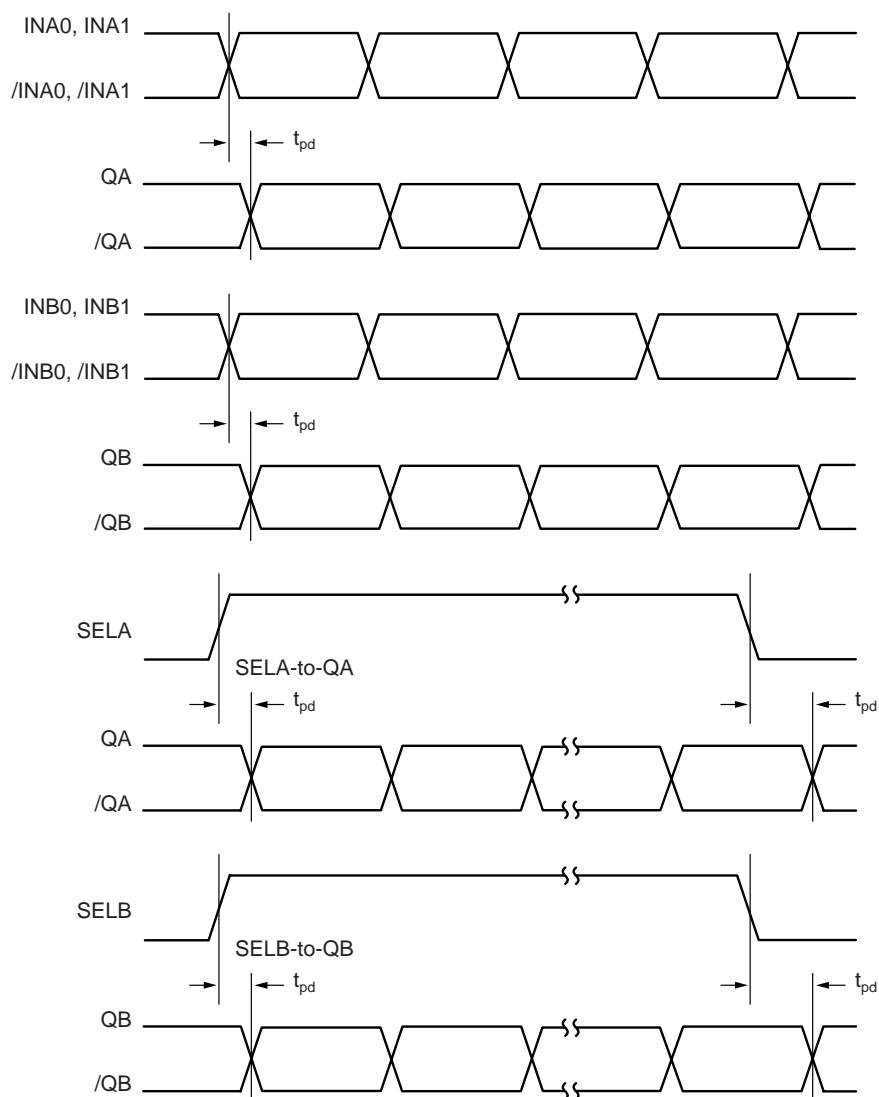 INA0, INA1
/INA0, /INA1
tpd
QA
/QA
INB0, INB1
/INB0, /INB1
tpd
QB
/QB
SELA
SELA-to-QA
tpd
tpd
QA
/QA
SELB
SELB-to-QB
tpd
tpd
QB
/QB